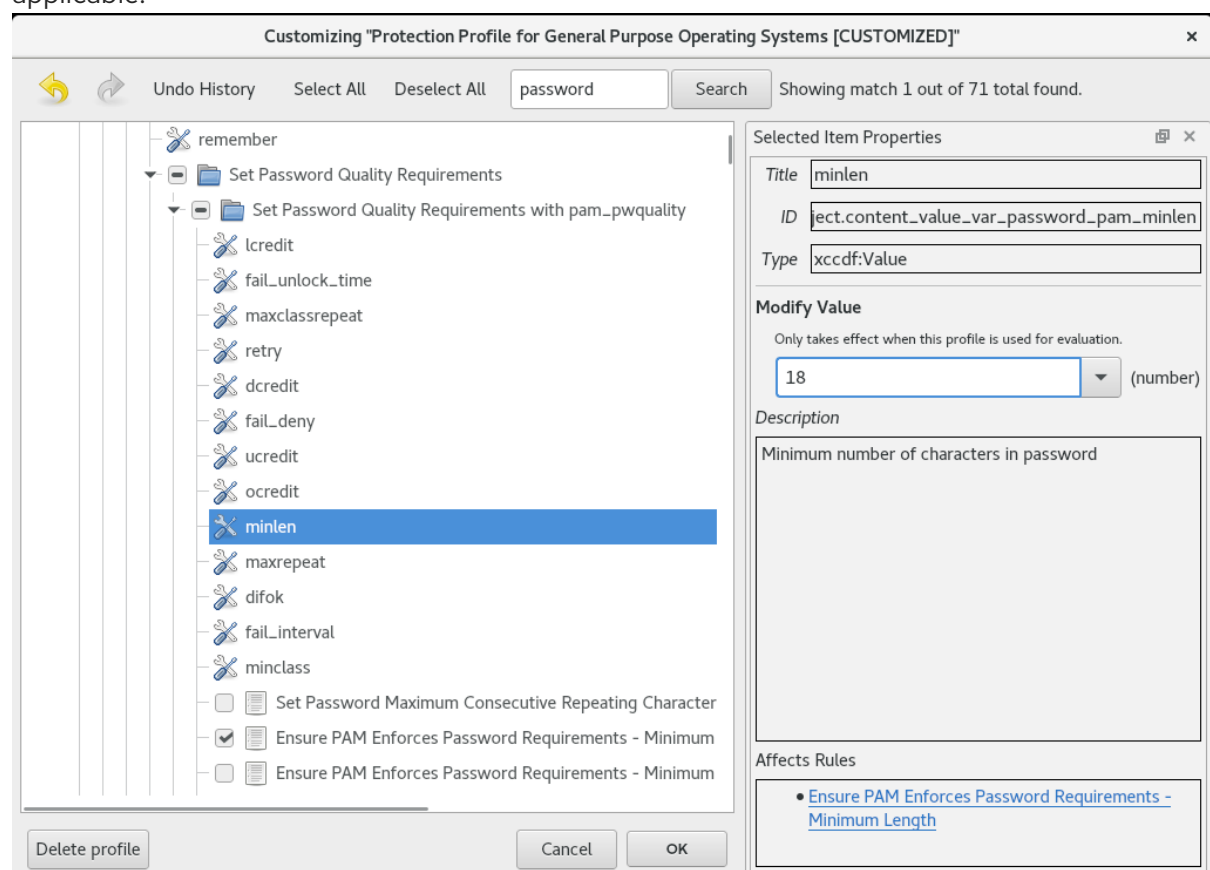 applicable.
Customizing "Protection Profile for General Purpose Operating Systems [CUSTOMIZED]"
Undo History Select All Deselect All password Search Showing match 1 out of 71 total found.
remember
Set Password Quality Requirements
Set Password Quality Requirements with pam_pwquality
lcredit
fail_unlock_time
maxclassrepeat
retry
dcredit
fail_deny
ucredit
ocredit
minlen
maxrepeat
difok
fail_interval
minclass
Set Password Maximum Consecutive Repeating Character
Ensure PAM Enforces Password Requirements - Minimum
Ensure PAM Enforces Password Requirements - Minimum
Delete profile Cancel OK
Selected Item Properties
Title minlen
ID ject.content_value_var_password_pam_minlen
Type xccdf:Value
Modify Value
Only takes effect when this profile is used for evaluation.
18 (number)
Description
Minimum number of characters in password
Affects Rules
• Ensure PAM Enforces Password Requirements -
Minimum Length